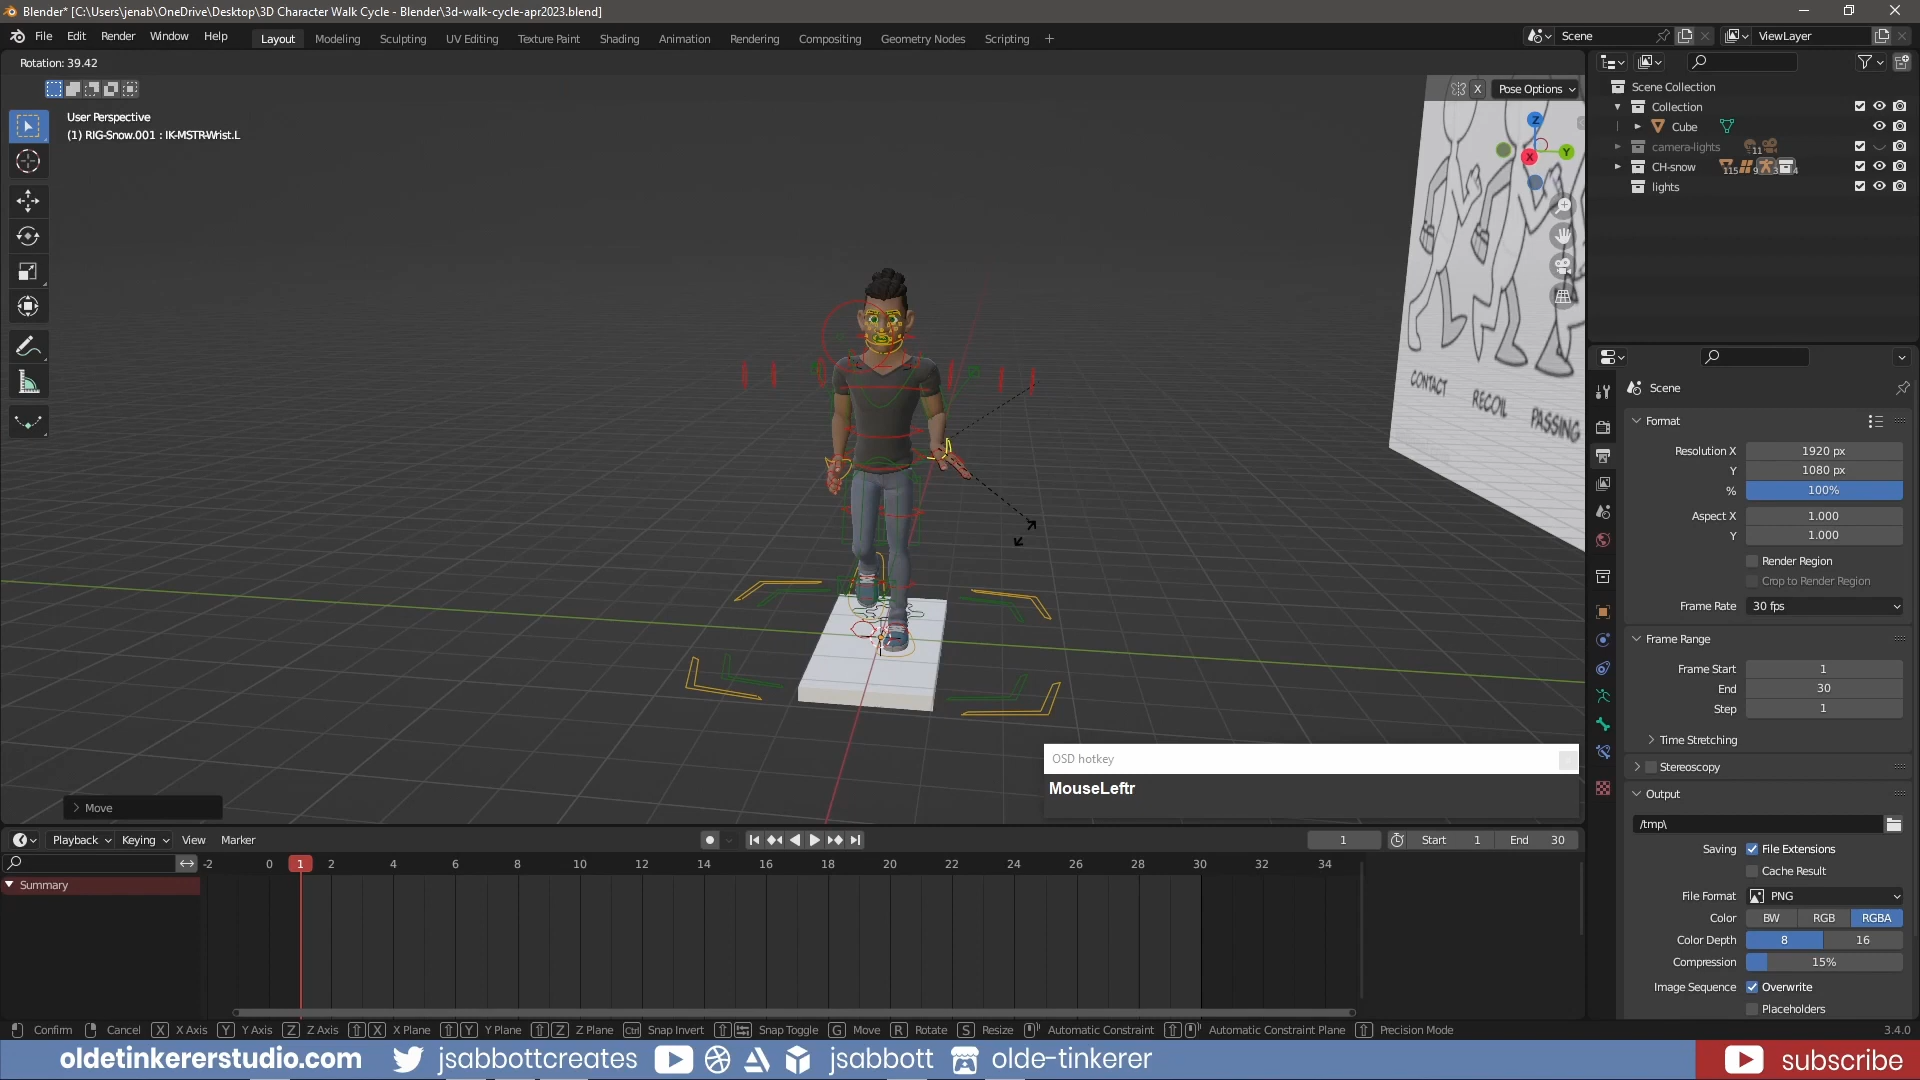 Blender* [C:\Users\jenab\OneDrive\Desktop\3D Character Walk Cycle - Blender\3d-walk-cycle-apr2023.blend]
File Edit Render Window Help Layout Modeling Sculpting UV Editing Texture Paint Shading Animation Rendering Compositing Geometry Nodes Scripting + Scene ViewLayer
Rotation: 39.42
X Pose Options
User Perspective
(1) RIG-Snow.001 : IK-MSTR-Wrist.L
Z
Y
X
CONTACT
RECOIL
PASSING
Scene Collection
Collection
Cube
camera-lights 11
CH-snow 115 9 3 4
lights
Scene
Format
Resolution X 1920 px
Y 1080 px
% 100%
Aspect X 1.000
Y 1.000
Render Region
Crop to Render Region
Frame Rate 30 fps
Frame Range
Frame Start 1
End 30
Step 1
Time Stretching
Stereoscopy
Output
/tmp\
Saving File Extensions
Cache Result
File Format PNG
Color BW RGB RGBA
Color Depth 8 16
Compression 15%
Image Sequence Overwrite
Placeholders
OSD hotkey
MouseLeftr
Move
Playback Keying View Marker 1 Start 1 End 30
-2 0 1 2 4 6 8 10 12 14 16 18 20 22 24 26 28 30 32 34
Summary
Confirm Cancel X X Axis Y Y Axis Z Z Axis X X Plane Y Y Plane Z Z Plane Ctrl Snap Invert Snap Toggle G Move R Rotate S Resize Automatic Constraint Automatic Constraint Plane Precision Mode 3.4.0
oldetinkererstudio.com jsabbottcreates jsabbott olde-tinkerer subscribe